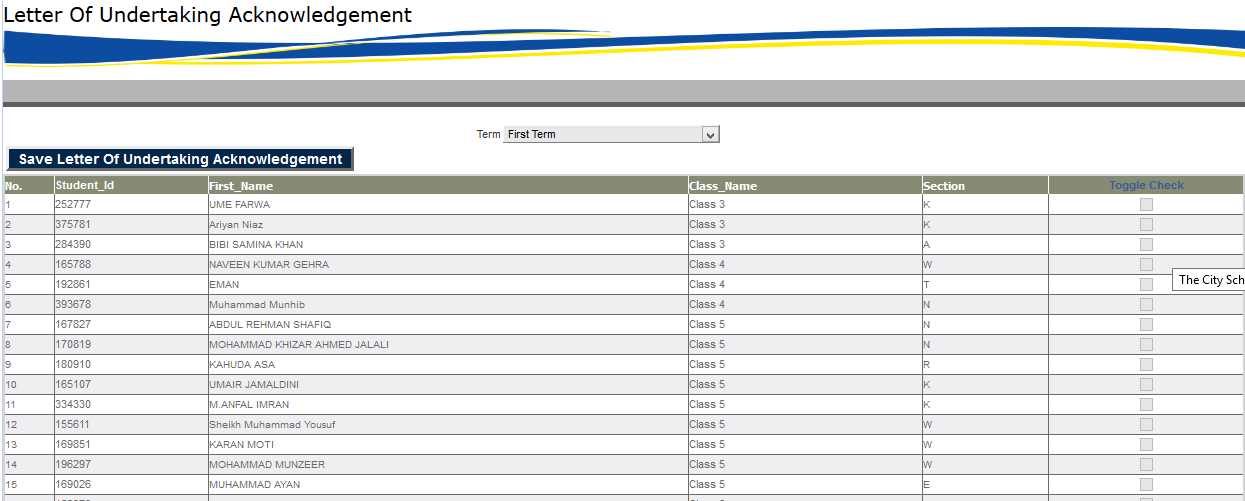 Letter Of Undertaking Acknowledgement
Term First Term
Save Letter Of Undertaking Acknowledgement
No. Student_Id First_Name Class_Name Section Toggle Check
1 252777 UME FARWA Class 3 K
2 375781 Ariyan Niaz Class 3 K
3 284390 BIBI SAMINA KHAN Class 3 A
4 165788 NAVEEN KUMAR GEHRA Class 4 W
The City Sch
5 192861 EMAN Class 4 T
6 393678 Muhammad Munhib Class 4 N
7 167827 ABDUL REHMAN SHAFIQ Class 5 N
8 170819 MOHAMMAD KHIZAR AHMED JALALI Class 5 N
9 180910 KAHUDA ASA Class 5 R
10 165107 UMAIR JAMALDINI Class 5 K
11 334330 M.ANFAL IMRAN Class 5 K
12 155611 Sheikh Muhammad Yousuf Class 5 W
13 169851 KARAN MOTI Class 5 W
14 196297 MOHAMMAD MUNZEER Class 5 W
15 169026 MUHAMMAD AYAN Class 5 E